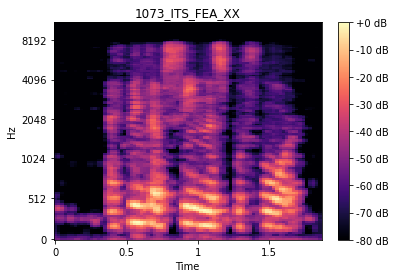 1073_ITS_FEA_XX
+0 dB
8192
-10 dB
4096
-20 dB
-30 dB
2048
-40 dB
Hz
1024
-50 dB
-60 dB
512
-70 dB
0
-80 dB
0
0.5
1
1.5
Time